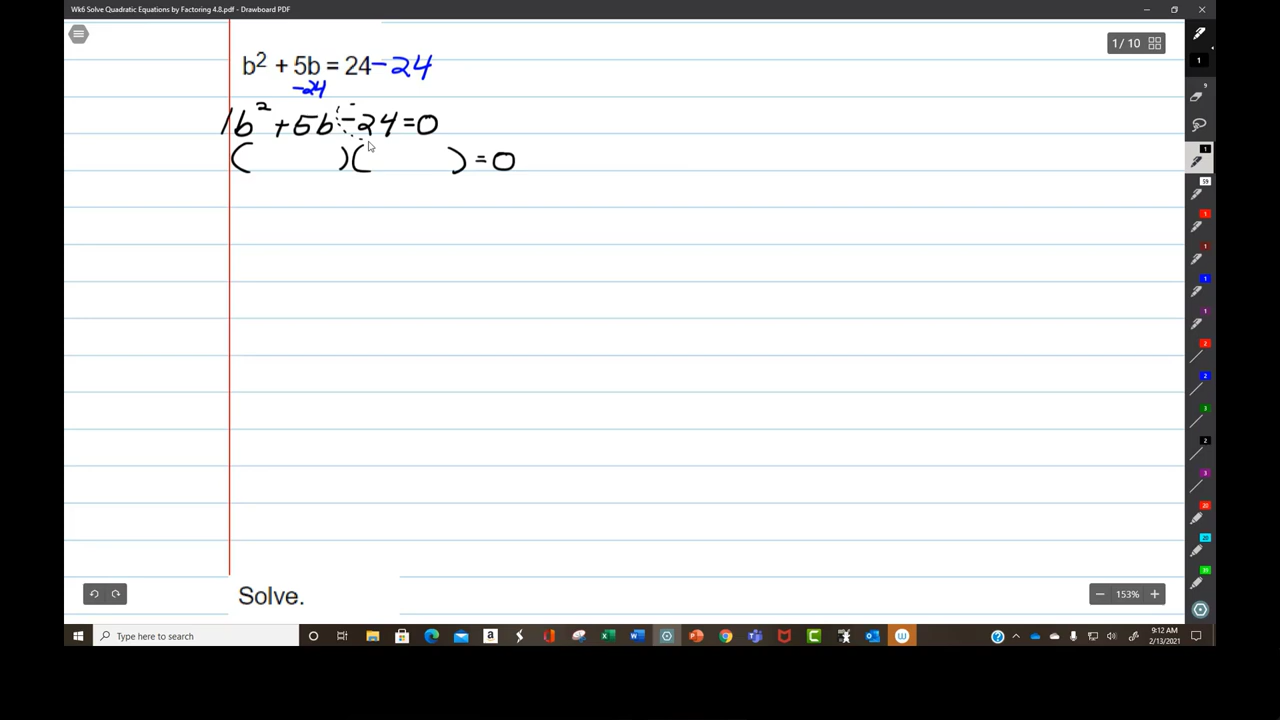 Wk6 Solve Quadratic Equations by Factoring 4.8.pdf - Drawboard PDF
1 / 10
b² + 5b = 24 - 24
-24
1b² + 5b - 24 = 0
( )( ) = 0
Solve.
153%
Type here to search
9:12 AM
2/13/2021